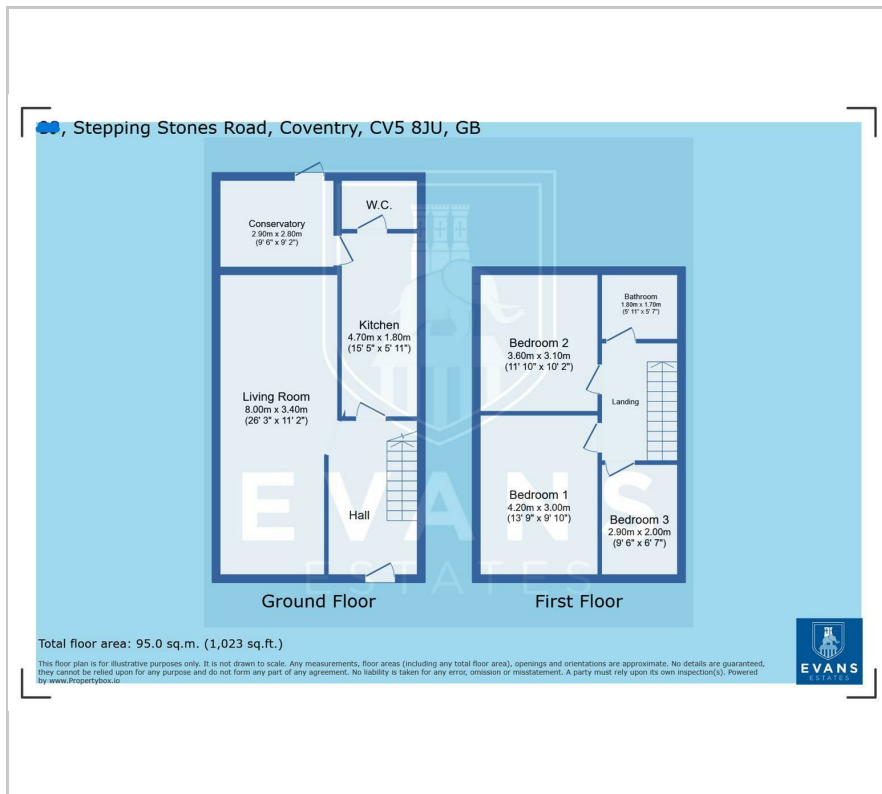 , Stepping Stones Road, Coventry, CV5 8JU, GB
W.C.
Conservatory
2.90m x 2.80m
(9' 6" x 9' 2")
Kitchen
4.70m x 1.80m
(15' 5" x 5' 11")
Living Room
8.00m x 3.40m
(26' 3" x 11' 2")
Hall
Ground Floor
Bathroom
1.80m x 1.70m
(5' 11" x 5' 7")
Bedroom 2
3.60m x 3.10m
(11' 10" x 10' 2")
Landing
Bedroom 1
4.20m x 3.00m
(13' 9" x 9' 10")
Bedroom 3
2.90m x 2.00m
(9' 6" x 6' 7")
First Floor
EVANS
ESTATES
Total floor area: 95.0 sq.m. (1,023 sq.ft.)
This floor plan is for illustrative purposes only. It is not drawn to scale. Any measurements, floor areas (including any total floor area), openings and orientations are approximate. No details are guaranteed,
they cannot be relied upon for any purpose and do not form any part of any agreement. No liability is taken for any error, omission or misstatement. A party must rely upon its own inspection(s). Powered
by www.Propertybox.io
EVANS
ESTATES